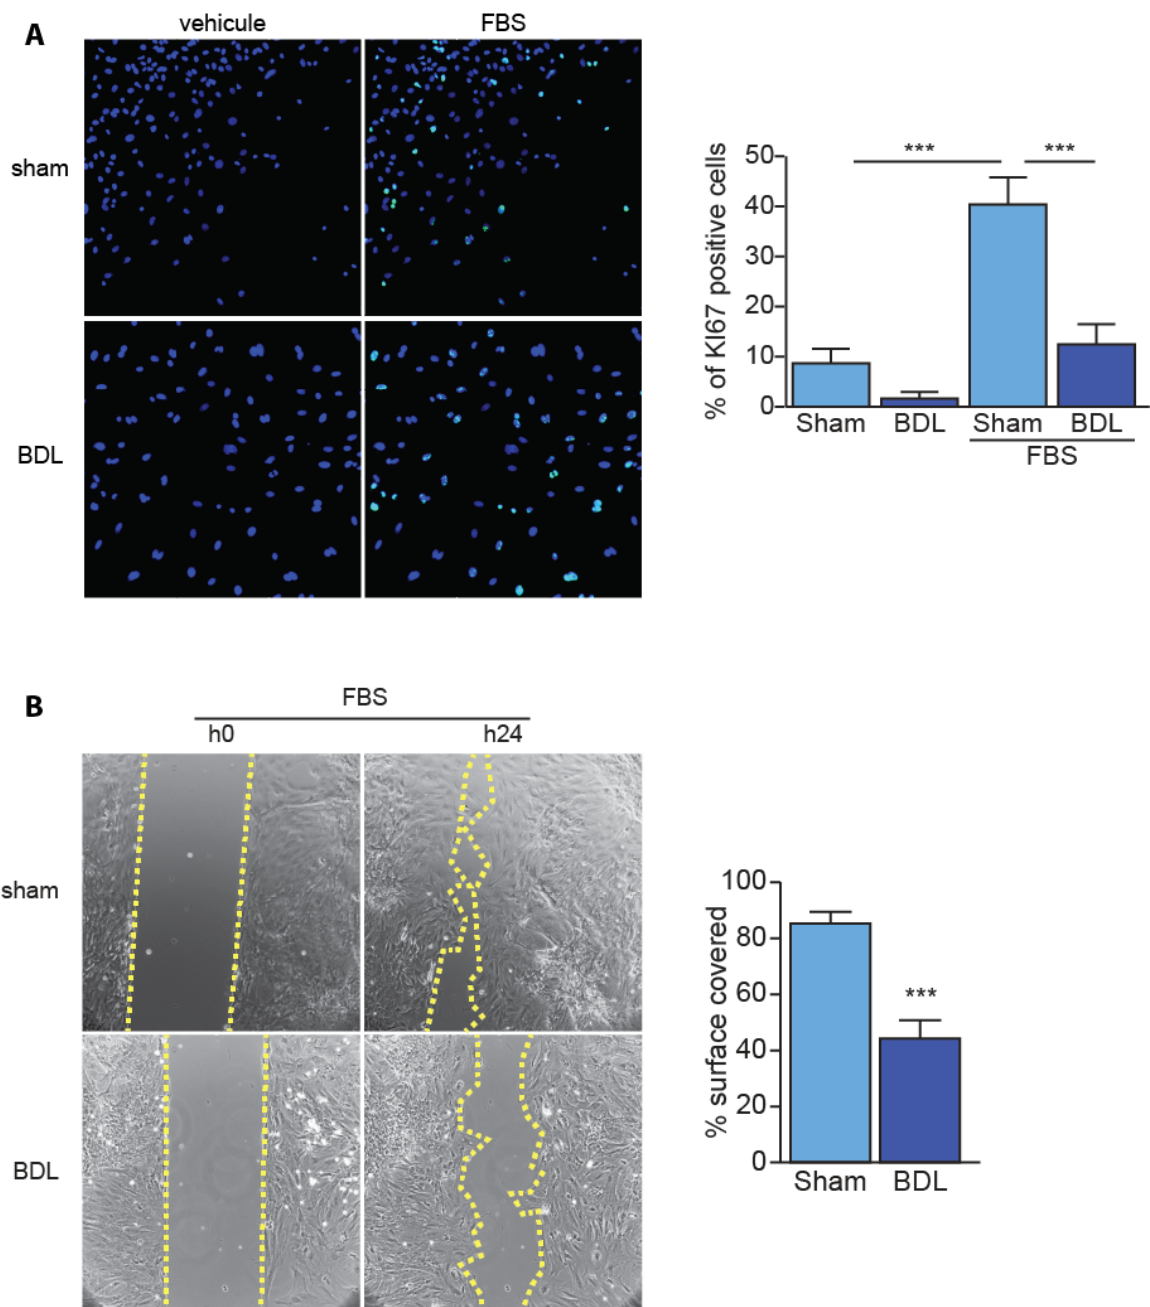 A
vehicule FBS
sham
BDL
% of KI67 positive cells
50
40
30
20
10
0
*** ***
Sham BDL Sham BDL
FBS
B
FBS
h0 h24
sham
BDL
% surface covered
100
80
60
40
20
0
***
Sham BDL